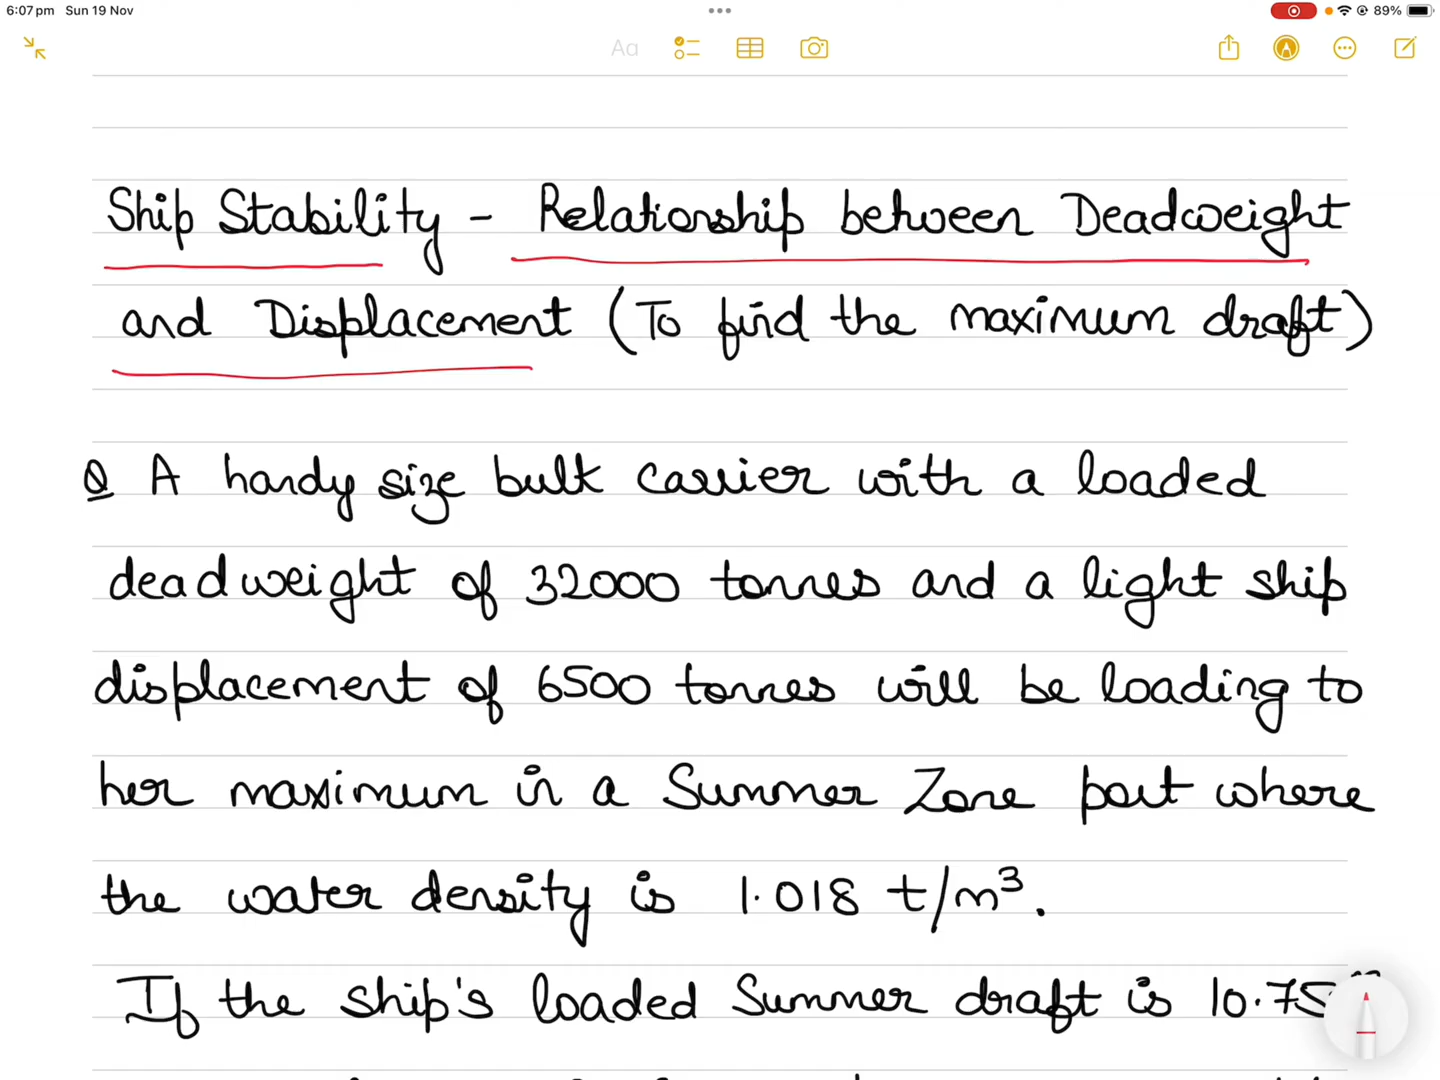 6:07 pm Sun 19 Nov
89%
Aa
Ship Stability - Relationship between Deadweight
and Displacement (To find the maximum draft)
Q A handy size bulk carrier with a loaded
deadweight of 32000 tonnes and a light ship
displacement of 6500 tonnes will be loading to
her maximum in a Summer Zone port where
the water density is 1.018 t/m³.
If the ship's loaded Summer draft is 10.75